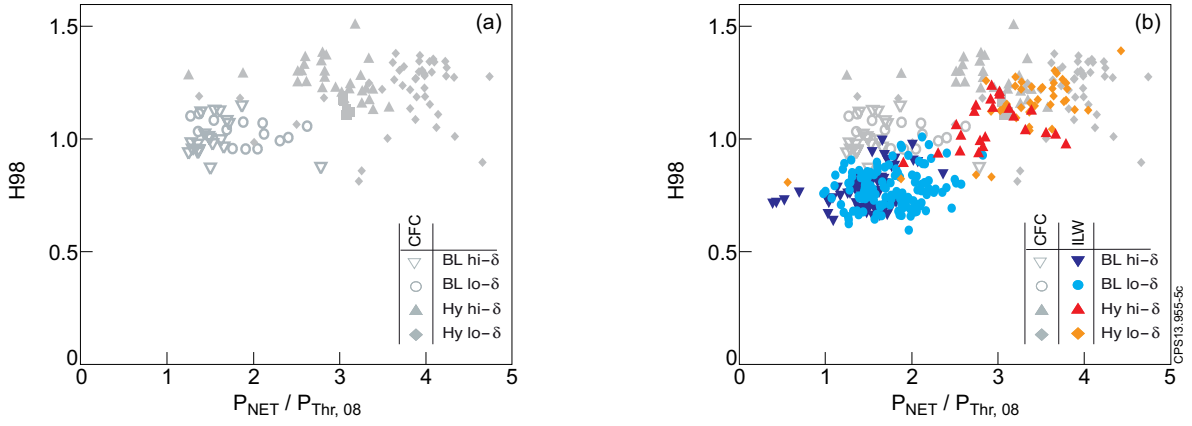 (a)
1.5
1.0
0.5
0
H98
0 1 2 3 4 5
P_NET / P_Thr, 08
CFC
BL hi−δ
BL lo−δ
Hy hi−δ
Hy lo−δ
(b)
1.5
1.0
0.5
0
H98
0 1 2 3 4 5
P_NET / P_Thr, 08
CFC ILW
BL hi−δ
BL lo−δ
Hy hi−δ
Hy lo−δ
CPS13.955-5c